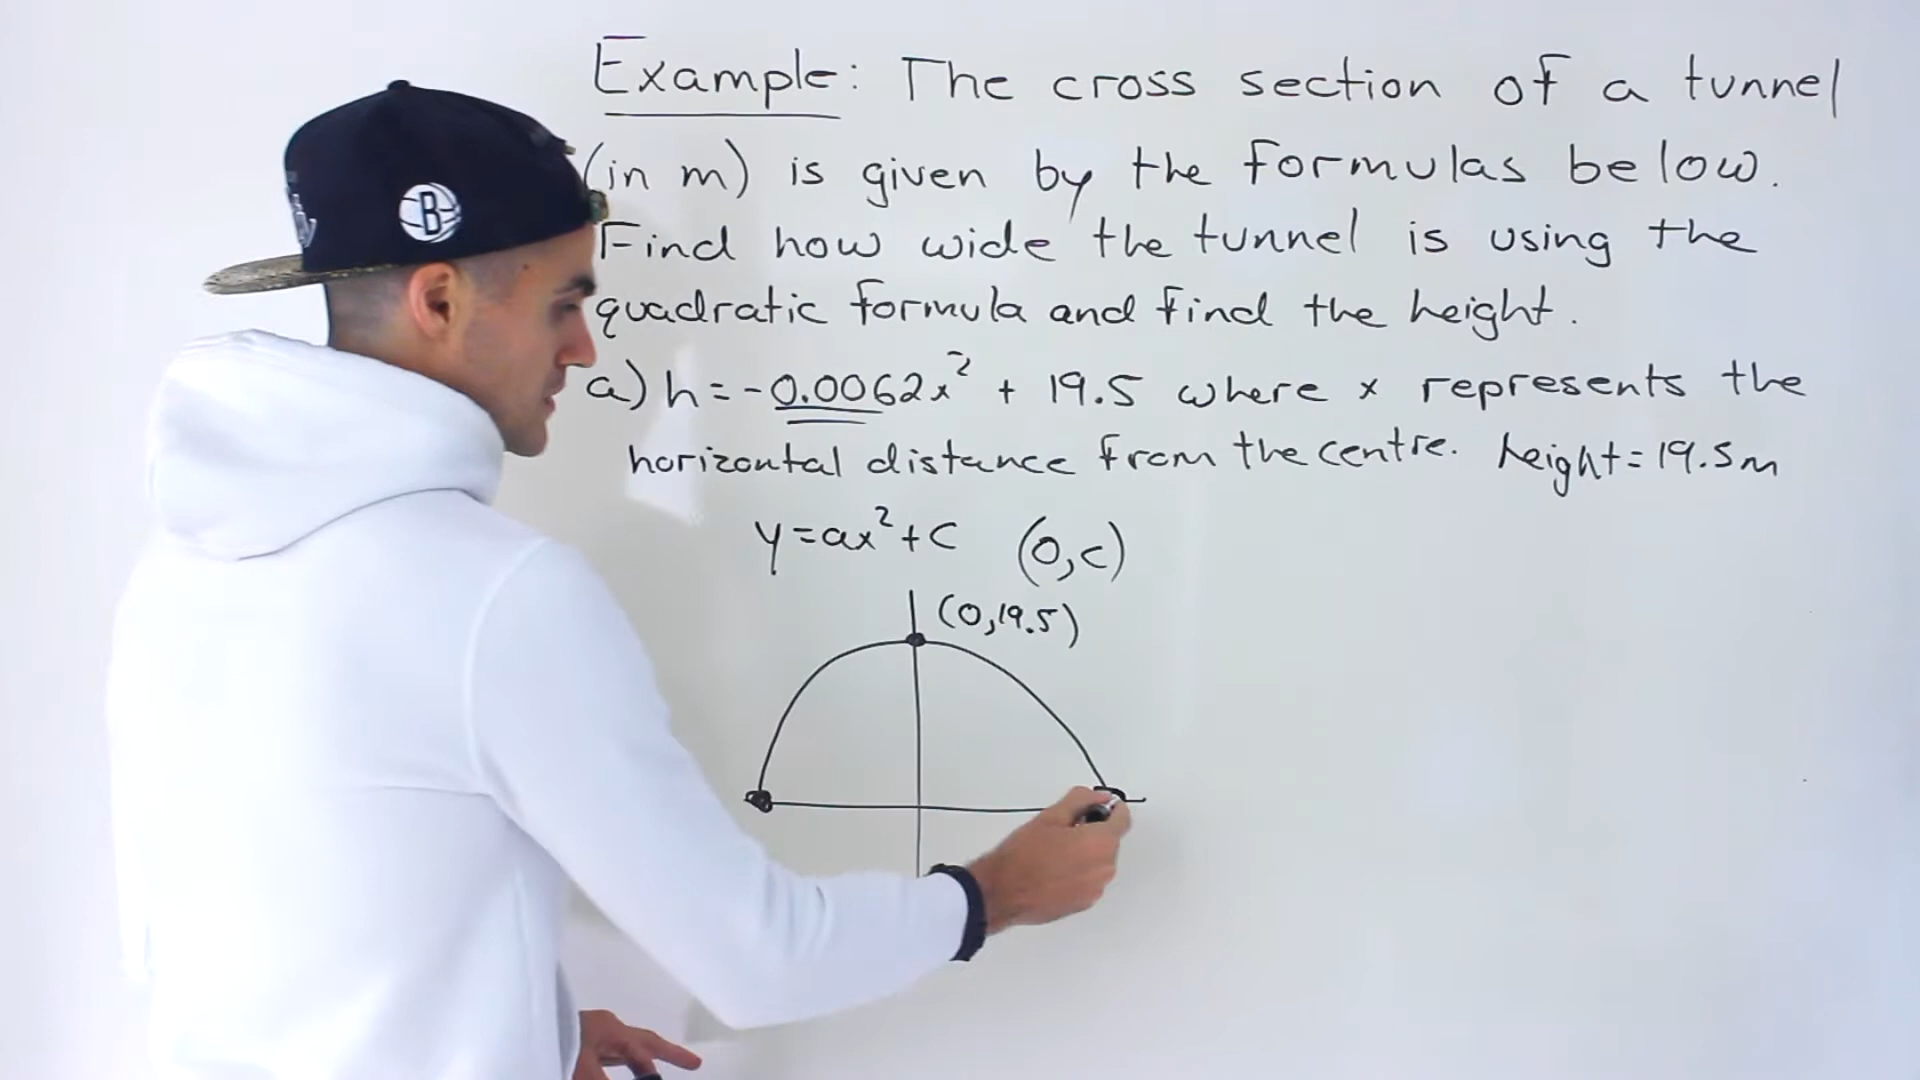 Example: The cross section of a tunnel
(in m) is given by the formulas below.
Find how wide the tunnel is using the
quadratic formula and find the height.
a) h = -0.0062x² + 19.5 where x represents the
horizontal distance from the centre. height = 19.5m
y=ax²+c (0,c)
(0,19.5)
B